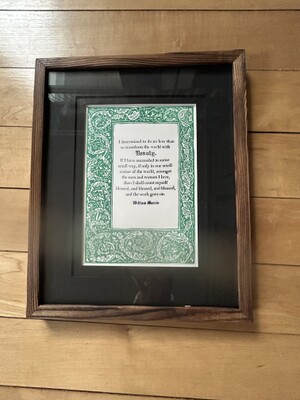 I determined to do no less than
to transform the world with
Beauty.
If I have succeeded in some
small way, if only in one small
corner of the world, amongst
the men and women I love,
then I shall count myself
blessed, and blessed, and blessed,
and the work goes on.
William Morris